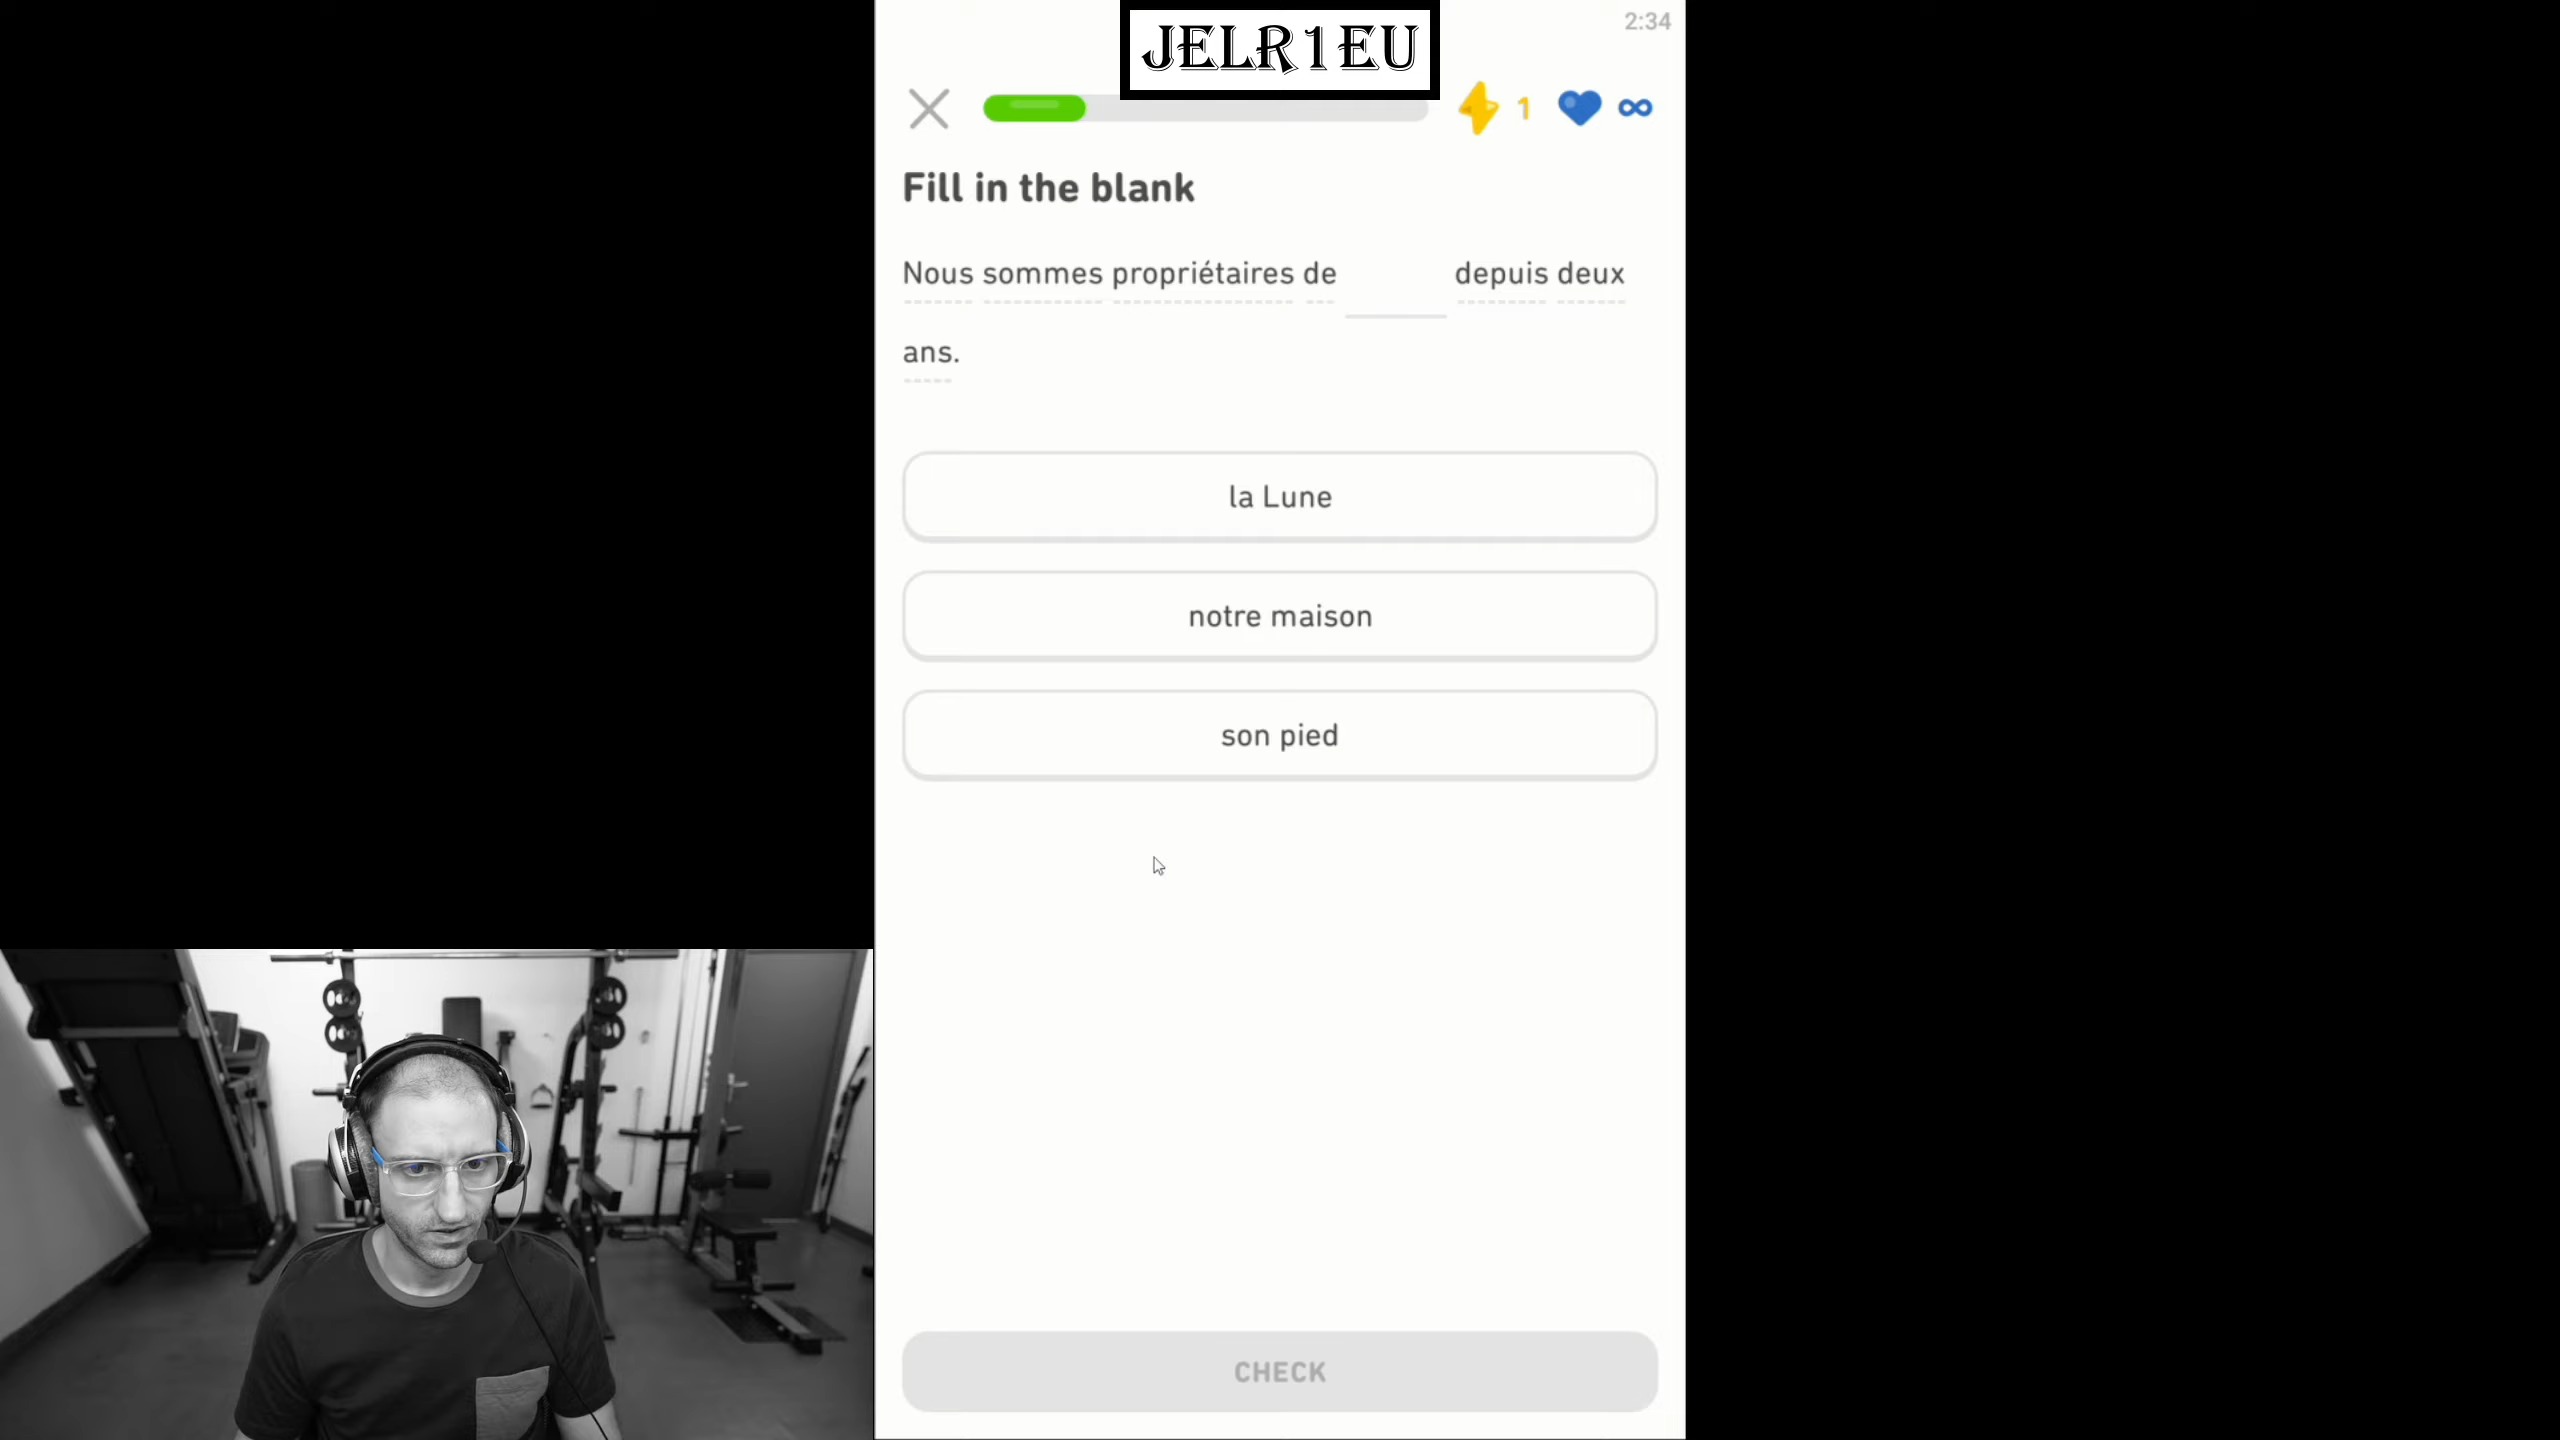 JELR1EU
2:34
1 ∞
Fill in the blank
Nous sommes propriétaires de depuis deux
ans.
la Lune
notre maison
son pied
CHECK